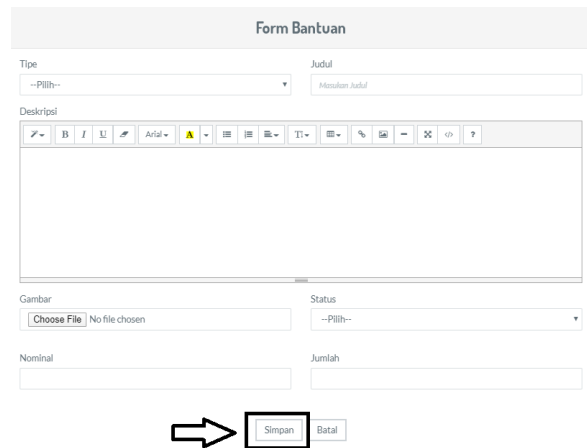 Form Bantuan
Tipe Judul
--Pilih-- Masukan Judul
Deskripsi
B I U Arial A TI </> ?
Gambar Status
Choose File No file chosen --Pilih--
Nominal Jumlah
Simpan Batal